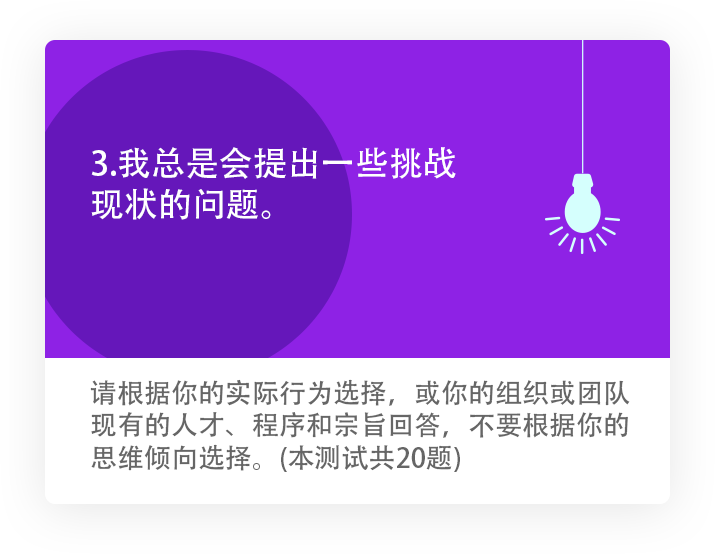 3.我总是会提出一些挑战
现状的问题。
请根据你的实际行为选择，或你的组织或团队
现有的人才、程序和宗旨回答，不要根据你的
思维倾向选择。(本测试共20题)